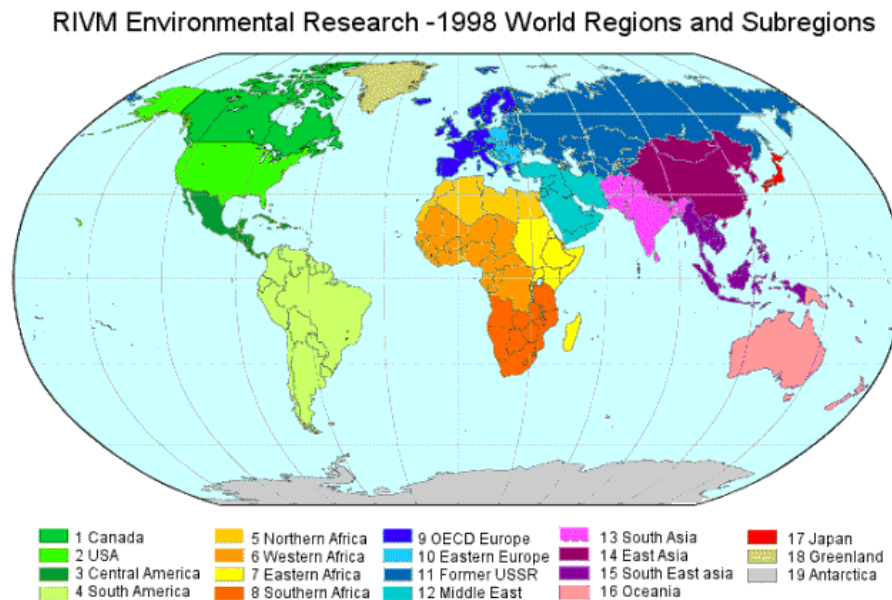 RIVM Environmental Research -1998 World Regions and Subregions
1 Canada
2 USA
3 Central America
4 South America
5 Northern Africa
6 Western Africa
7 Eastern Africa
8 Southern Africa
9 OECD Europe
10 Eastern Europe
11 Former USSR
12 Middle East
13 South Asia
14 East Asia
15 South East asia
16 Oceania
17 Japan
18 Greenland
19 Antarctica